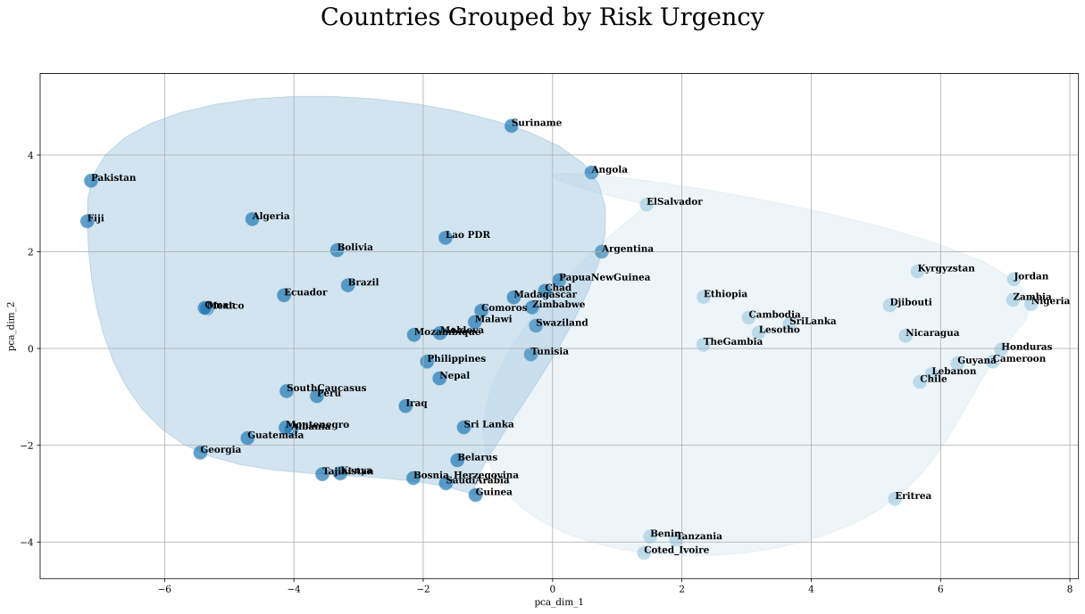 Countries Grouped by Risk Urgency
Suriname
Pakistan
Angola
ElSalvador
Fiji
Algeria
Lao PDR
Bolivia
Argentina
Kyrgyzstan
Brazil
PapuaNewGuinea
Jordan
Ecuador
Chad
Madagascar
Ethiopia
Zambia
Nigeria
Mexico
Comoros
Zimbabwe
Djibouti
Malawi
Swaziland
Cambodia
SriLanka
Mozambique
Lesotho
Nicaragua
Philippines
Tunisia
TheGambia
Honduras
Nepal
Guyana
Cameroon
Lebanon
Chile
SouthCaucasus
Peru
Iraq
Montenegro
Albania
Sri Lanka
Guatemala
Georgia
Belarus
Tajikistan
Kenya
Bosnia_Herzegovina
SaudiArabia
Guinea
Eritrea
Benin
Tanzania
Coted_Ivoire
4
2
0
−2
−4
−6
−4
−2
0
2
4
6
8
pca_dim_1
pca_dim_2